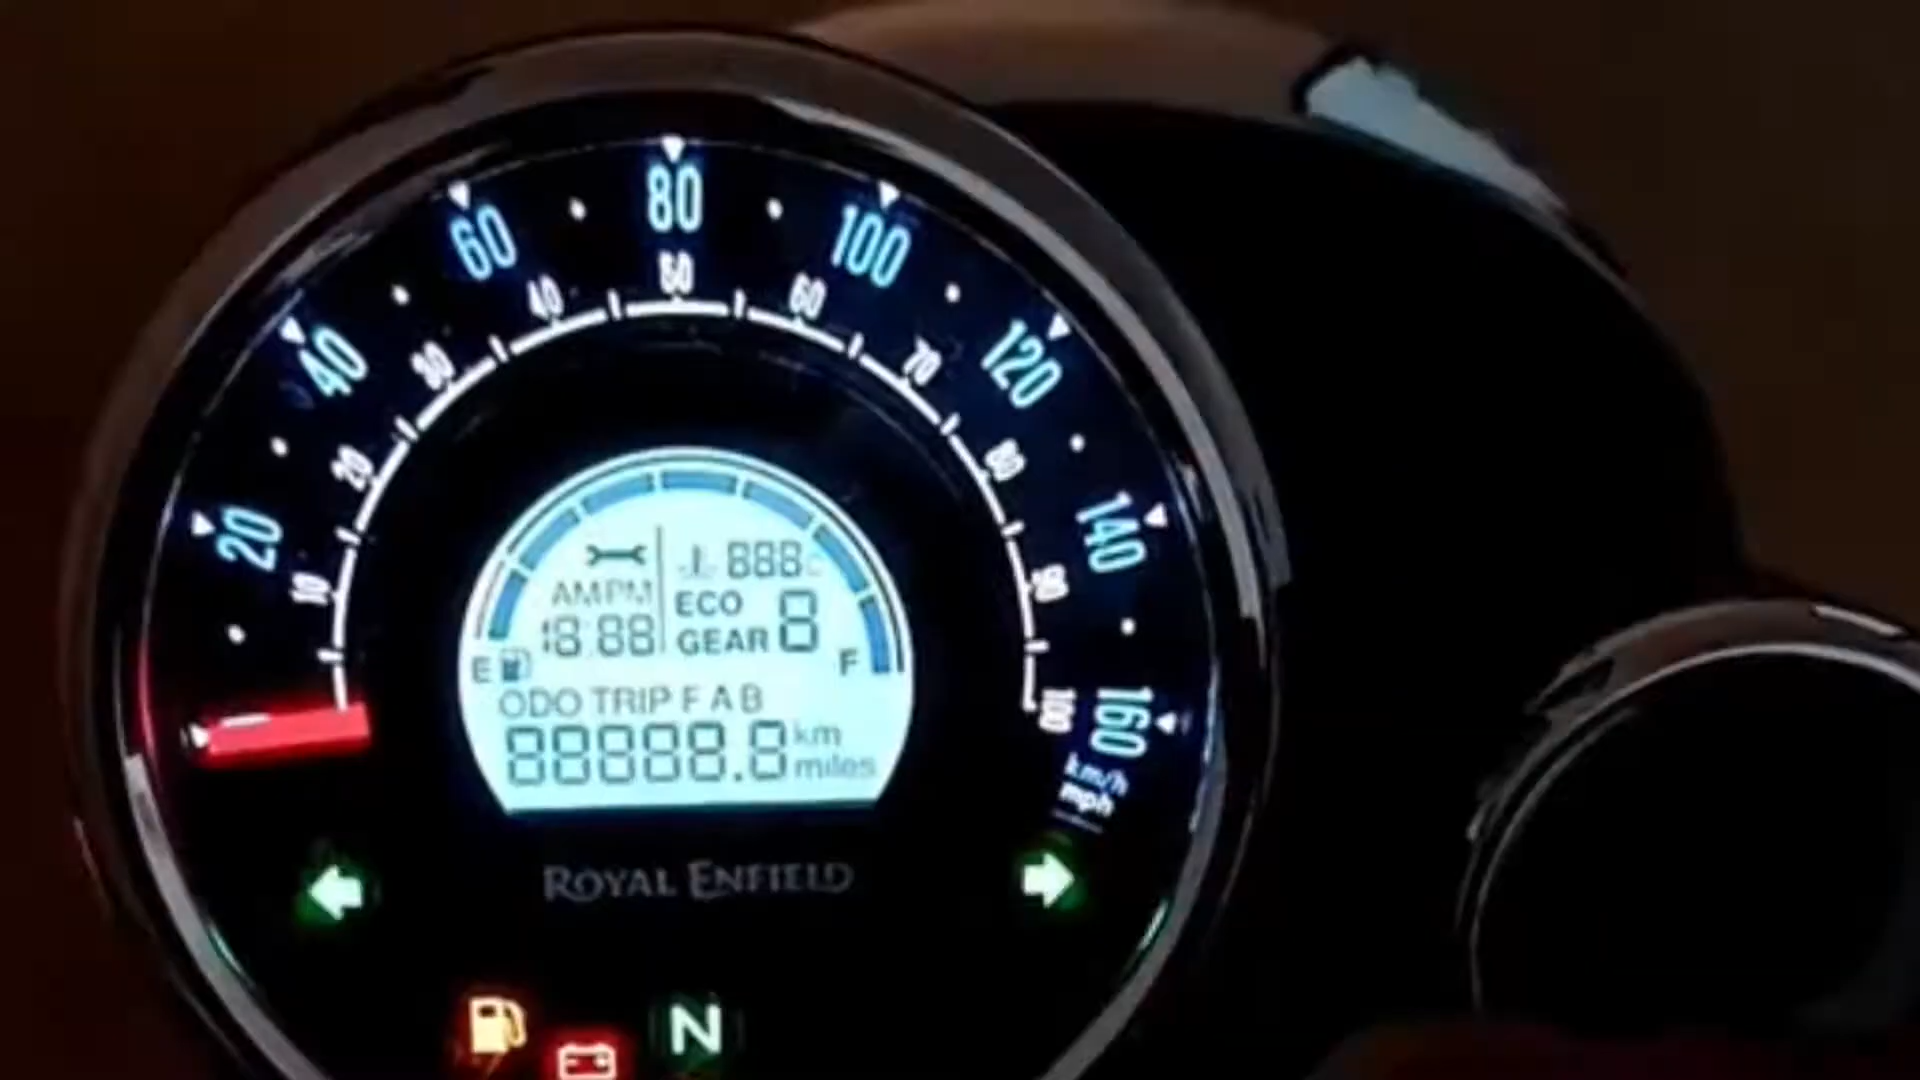 20
40
60
80
100
120
140
160
km/h
mph
10
20
30
40
50
60
70
80
90
100
888
AM PM
ECO
18:88
GEAR 8
E
F
ODO TRIP F A B
88888.8 km
miles
ROYAL ENFIELD
N